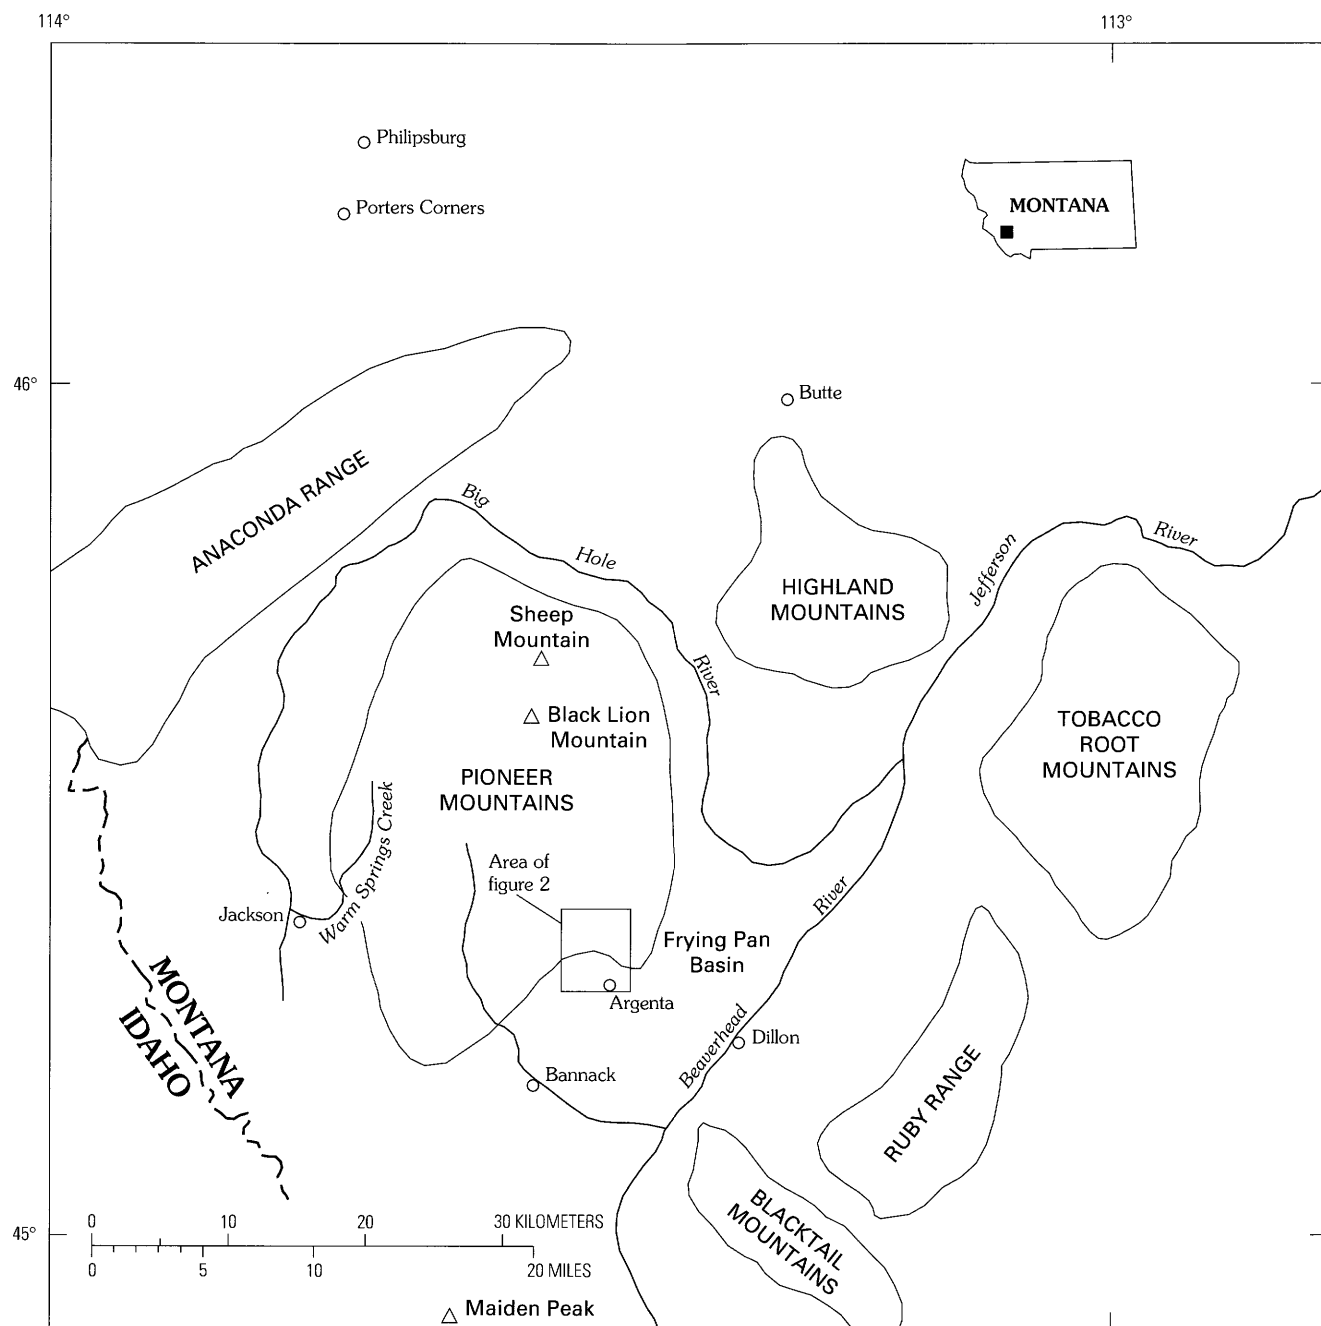 114°
113°
Philipsburg
Porters Corners
MONTANA
46°
Butte
ANACONDA RANGE
Big
Hole
River
Jefferson
River
HIGHLAND
MOUNTAINS
Sheep
Mountain
Black Lion
Mountain
TOBACCO
ROOT
MOUNTAINS
PIONEER
MOUNTAINS
Warm Springs Creek
Area of
figure 2
Jackson
River
Frying Pan
Basin
Argenta
MONTANA
IDAHO
Beaverhead
Dillon
Bannack
RUBY RANGE
BLACKTAIL
MOUNTAINS
45°
0 10 20 30 KILOMETERS
0 5 10 20 MILES
Maiden Peak